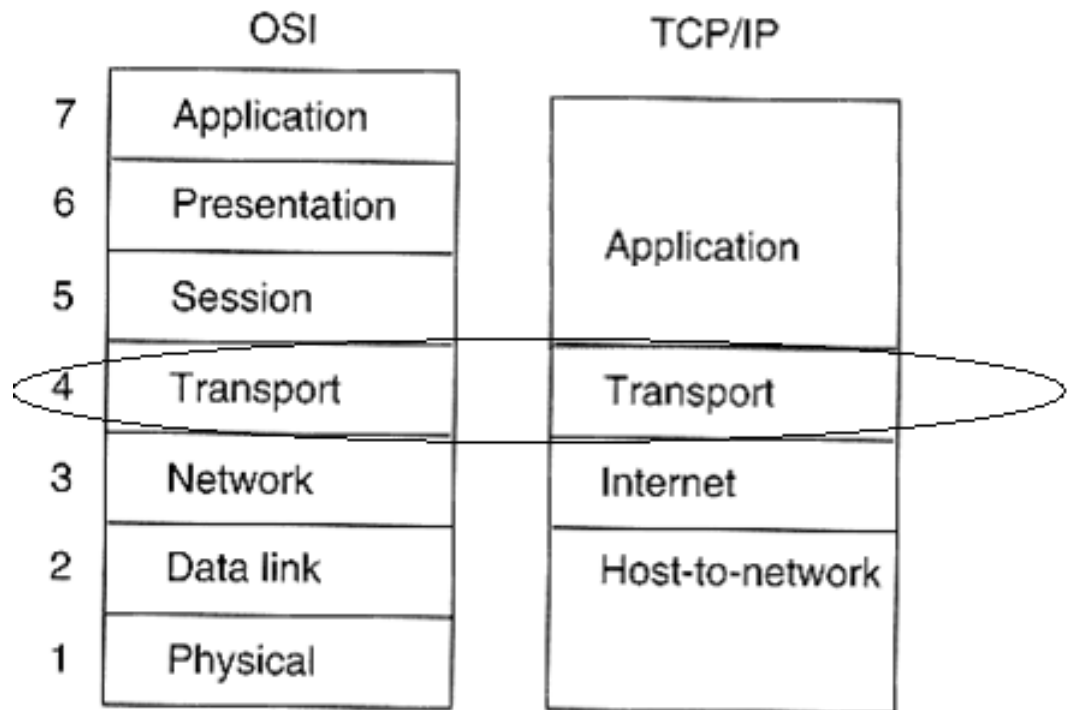 OSI
TCP/IP
7
Application
6
Presentation
5
Session
4
Transport
3
Network
2
Data link
1
Physical
Application
Transport
Internet
Host-to-network